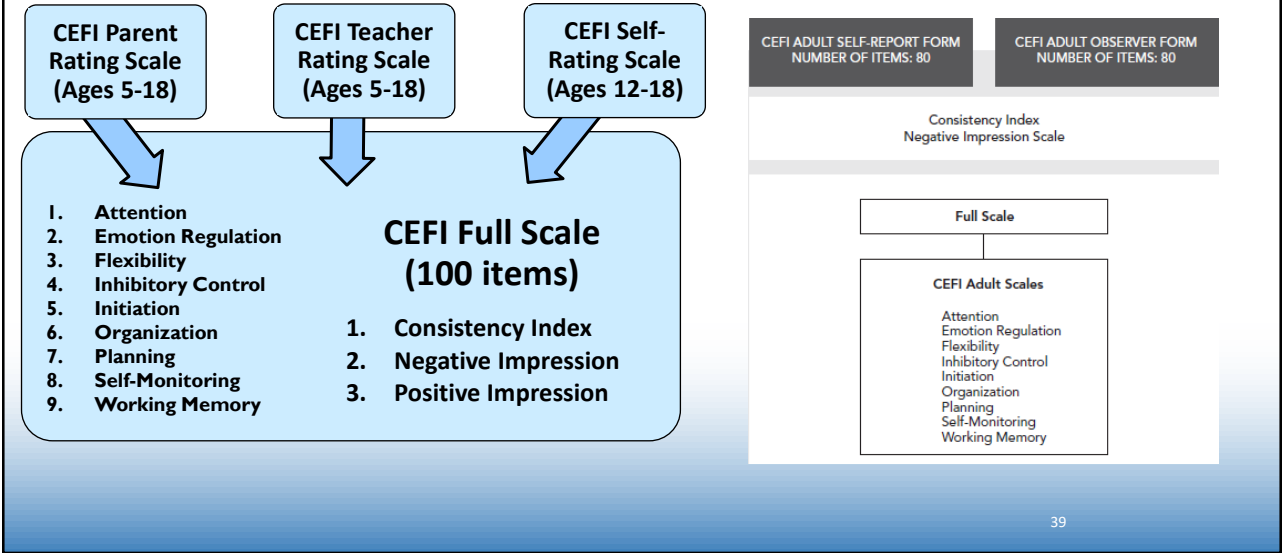 CEFI Parent
Rating Scale
(Ages 5-18)
CEFI Teacher
Rating Scale
(Ages 5-18)
CEFI Self-
Rating Scale
(Ages 12-18)
1. Attention
2. Emotion Regulation
3. Flexibility
4. Inhibitory Control
5. Initiation
6. Organization
7. Planning
8. Self-Monitoring
9. Working Memory
CEFI Full Scale
(100 items)
1. Consistency Index
2. Negative Impression
3. Positive Impression
CEFI ADULT SELF-REPORT FORM
NUMBER OF ITEMS: 80
CEFI ADULT OBSERVER FORM
NUMBER OF ITEMS: 80
Consistency Index
Negative Impression Scale
Full Scale
CEFI Adult Scales
Attention
Emotion Regulation
Flexibility
Inhibitory Control
Initiation
Organization
Planning
Self-Monitoring
Working Memory
39